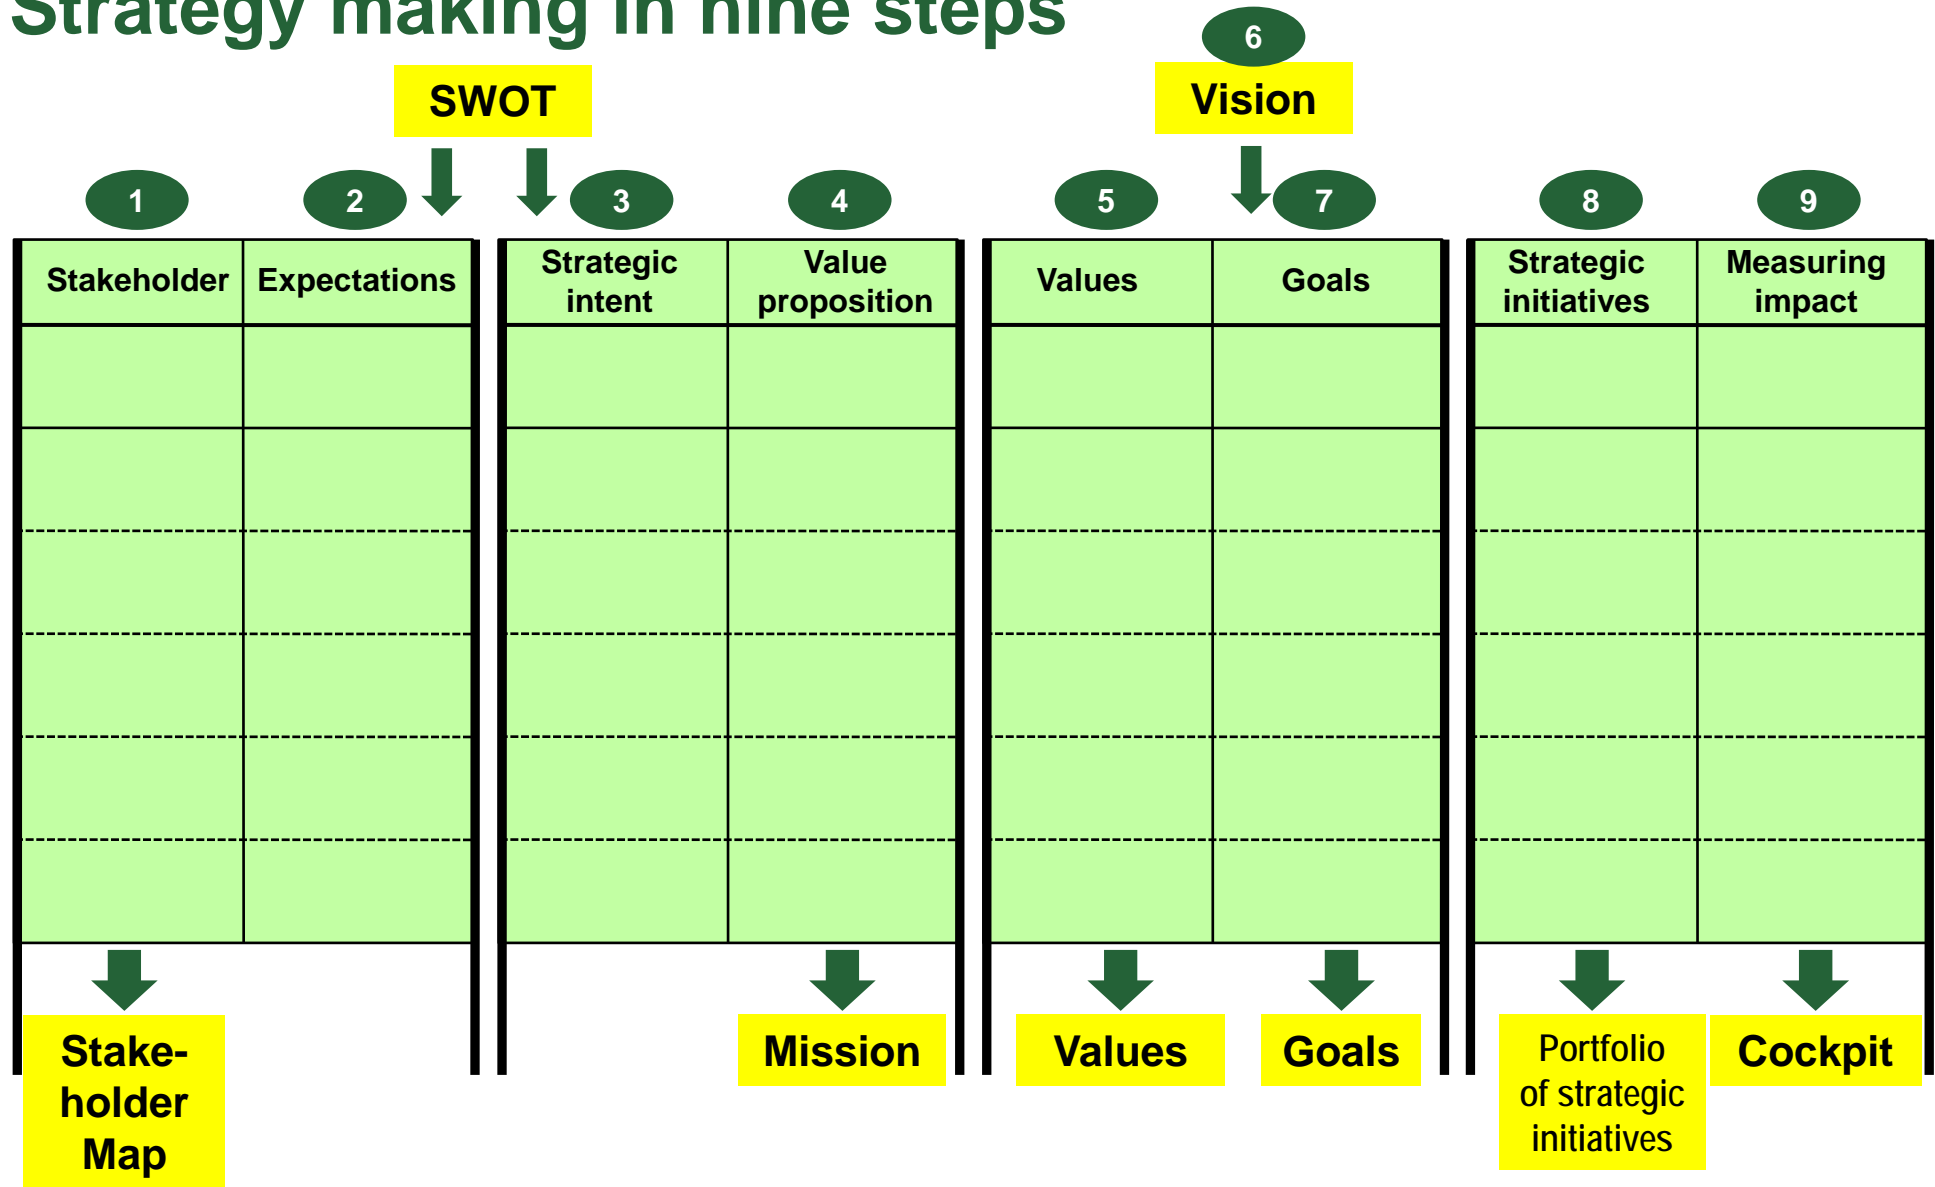 Strategy making in nine steps
6
SWOT
Vision
1
2
3
4
5
7
8
9
Stakeholder
Expectations
Strategic
intent
Value
proposition
Values
Goals
Strategic
initiatives
Measuring
impact
Stake-
holder
Map
Mission
Values
Goals
Portfolio
of strategic
initiatives
Cockpit